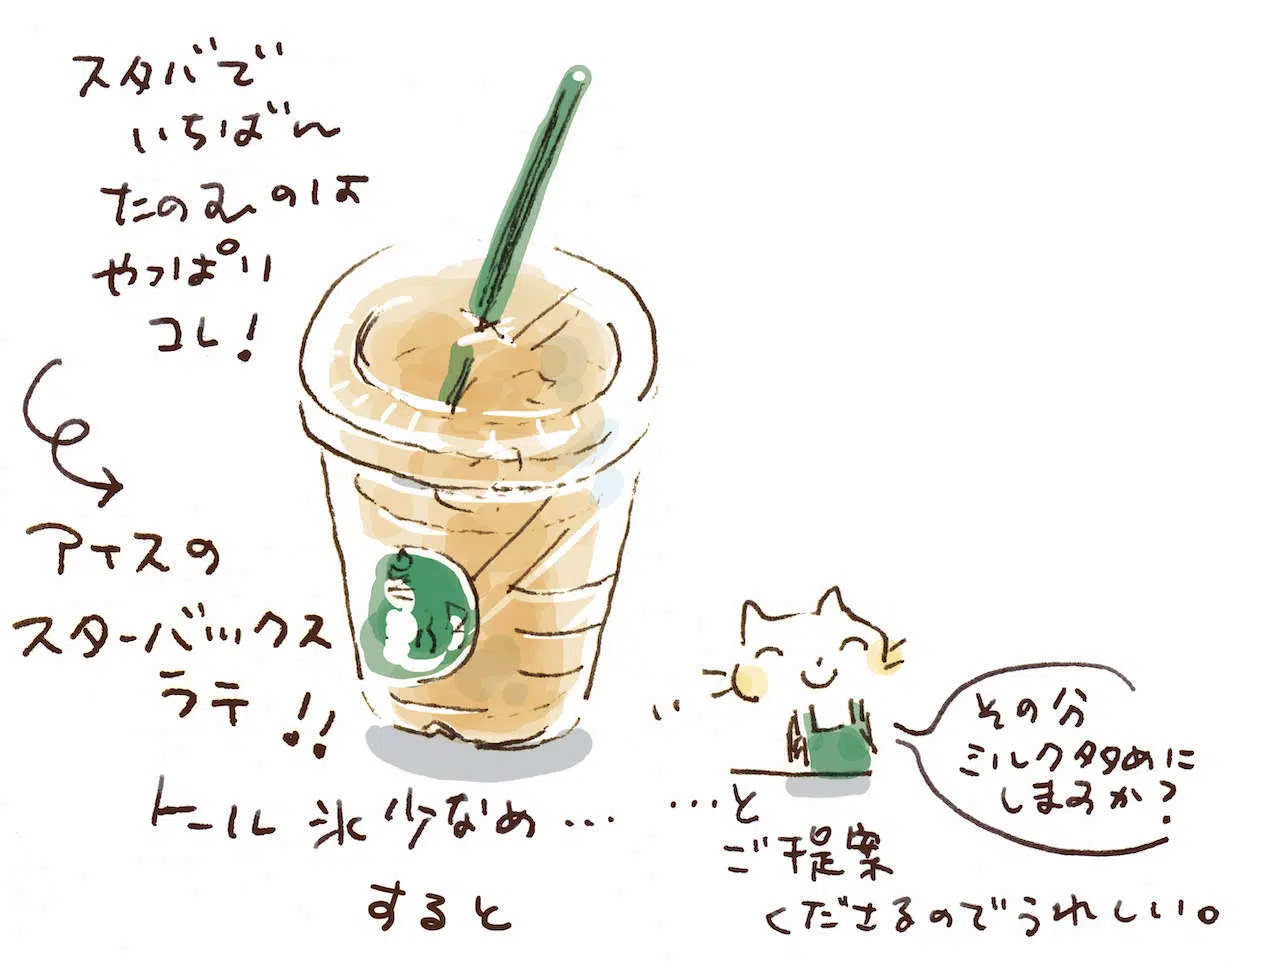 スタバで
いちばん
たのむのは
やっぱり
コレ!
アイスの
スターバックス
ラテ!!
トール 氷 少なめ…
すると
その分
ミルク多めに
しますか?
…と
ご提案
くださるのでうれしい。